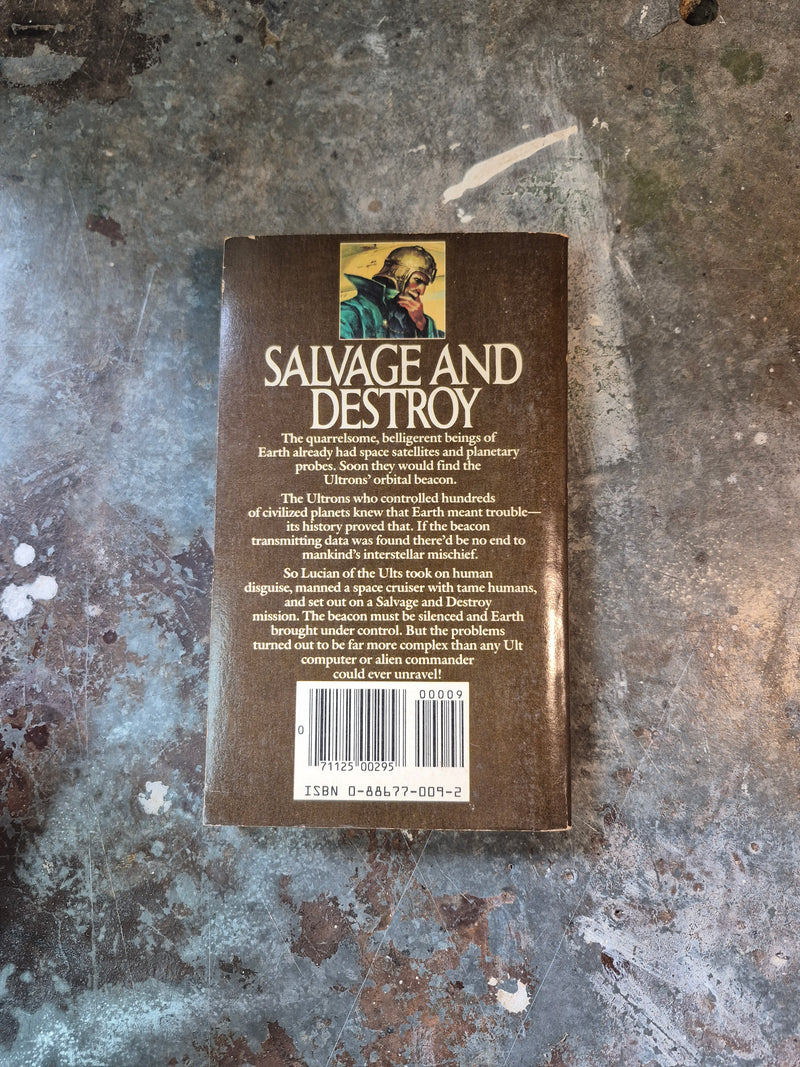 SALVAGE AND
DESTROY
The quarrelsome, belligerent beings of
Earth already had space satellites and planetary
probes. Soon they would find the
Ultrons' orbital beacon.
The Ultrons who controlled hundreds
of civilized planets knew that Earth meant trouble—
its history proved that. If the beacon
transmitting data was found there'd be no end to
mankind's interstellar mischief.
So Lucian of the Ults took on human
disguise, manned a space cruiser with tame humans,
and set out on a Salvage and Destroy
mission. The beacon must be silenced and Earth
brought under control. But the problems
turned out to be far more complex than any Ult
computer or alien commander
could ever unravel!
00009
0
71125 00295
ISBN 0-88677-009-2